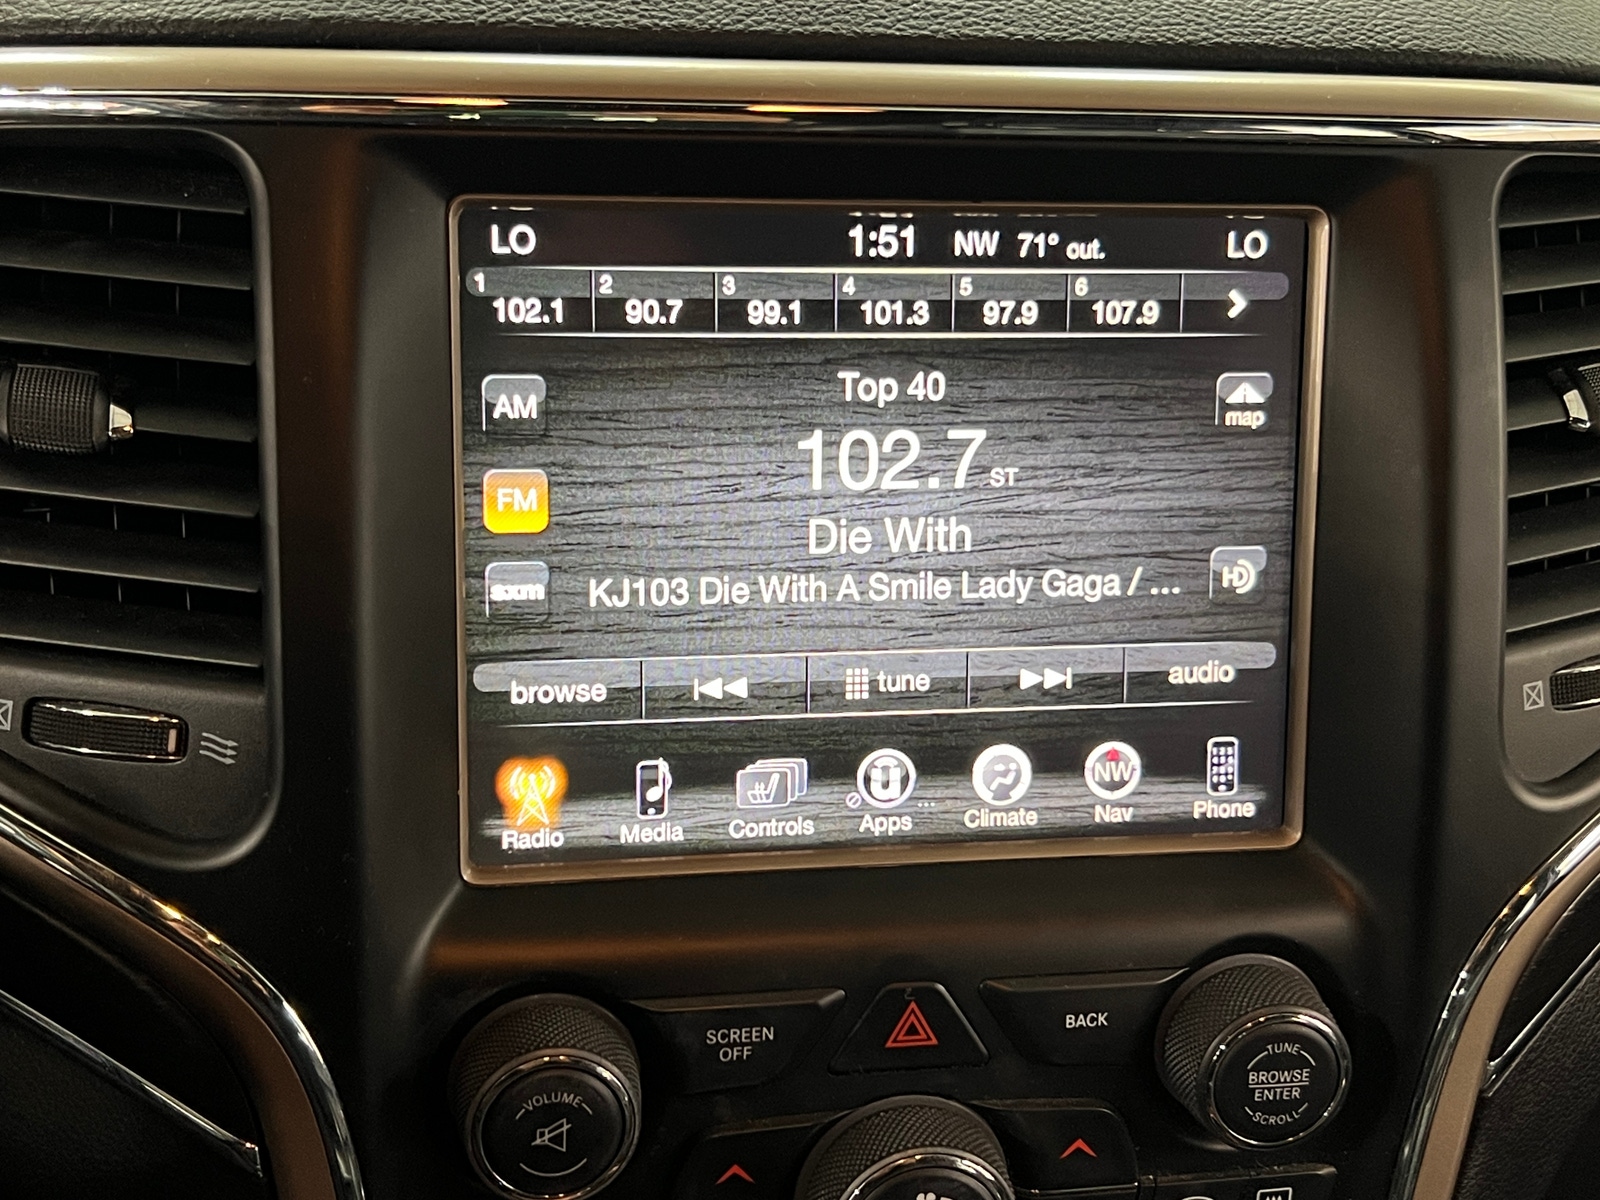 LO 1:51 NW 71° out. LO
1 102.1 2 90.7 3 99.1 4 101.3 5 97.9 6 107.9
Top 40
AM
map
102.7 ST
FM
Die With
sxm
KJ103 Die With A Smile Lady Gaga / ...
HD
browse tune audio
NW
Radio Media Controls Apps ... Climate Nav Phone
SCREEN
OFF
BACK
VOLUME
TUNE
BROWSE
ENTER
SCROLL